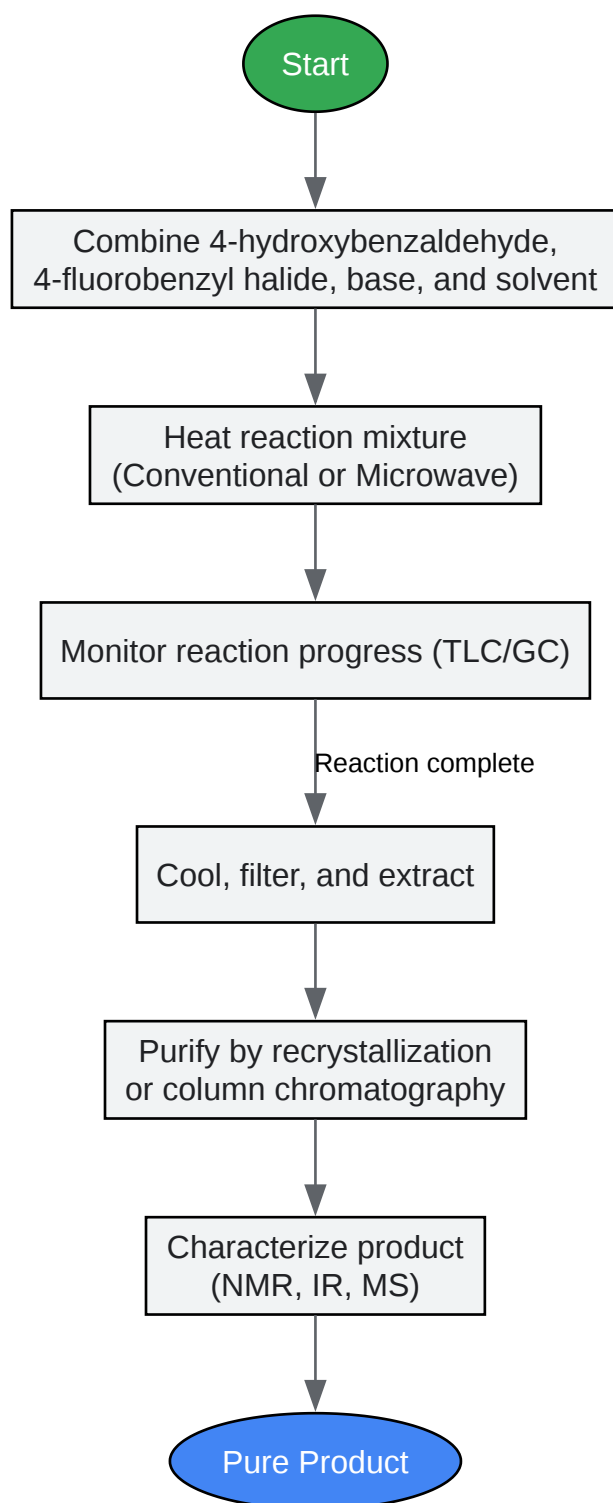 Start
Combine 4-hydroxybenzaldehyde,
4-fluorobenzyl halide, base, and solvent
Heat reaction mixture
(Conventional or Microwave)
Monitor reaction progress (TLC/GC)
Reaction complete
Cool, filter, and extract
Purify by recrystallization
or column chromatography
Characterize product
(NMR, IR, MS)
Pure Product